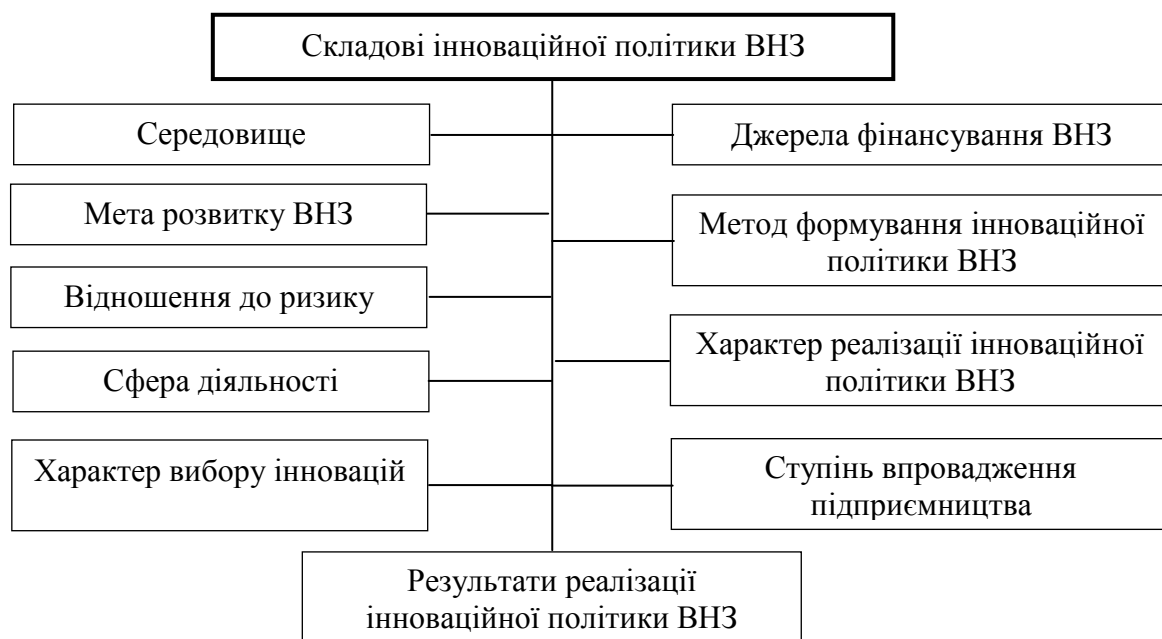 Складові інноваційної політики ВНЗ
Середовище
Джерела фінансування ВНЗ
Мета розвитку ВНЗ
Метод формування інноваційної
політики ВНЗ
Відношення до ризику
Характер реалізації інноваційної
політики ВНЗ
Сфера діяльності
Характер вибору інновацій
Ступінь впровадження
підприємництва
Результати реалізації
інноваційної політики ВНЗ